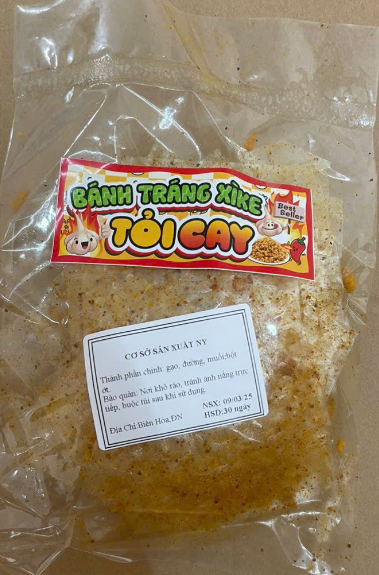 BÁNH TRÁNG XÌKE
Best
Seller
TỎI CAY
CƠ SỞ SẢN XUẤT NY
Thành phần chính: gạo, đường, muối,bột
ớt.
Bảo quản: Nơi khô ráo, tránh ánh nắng trực
tiếp, buộc túi sau khi sử dụng.
NSX: 09/03/25
Địa Chỉ:Biên Hòa,ĐN
HSD:30 ngày